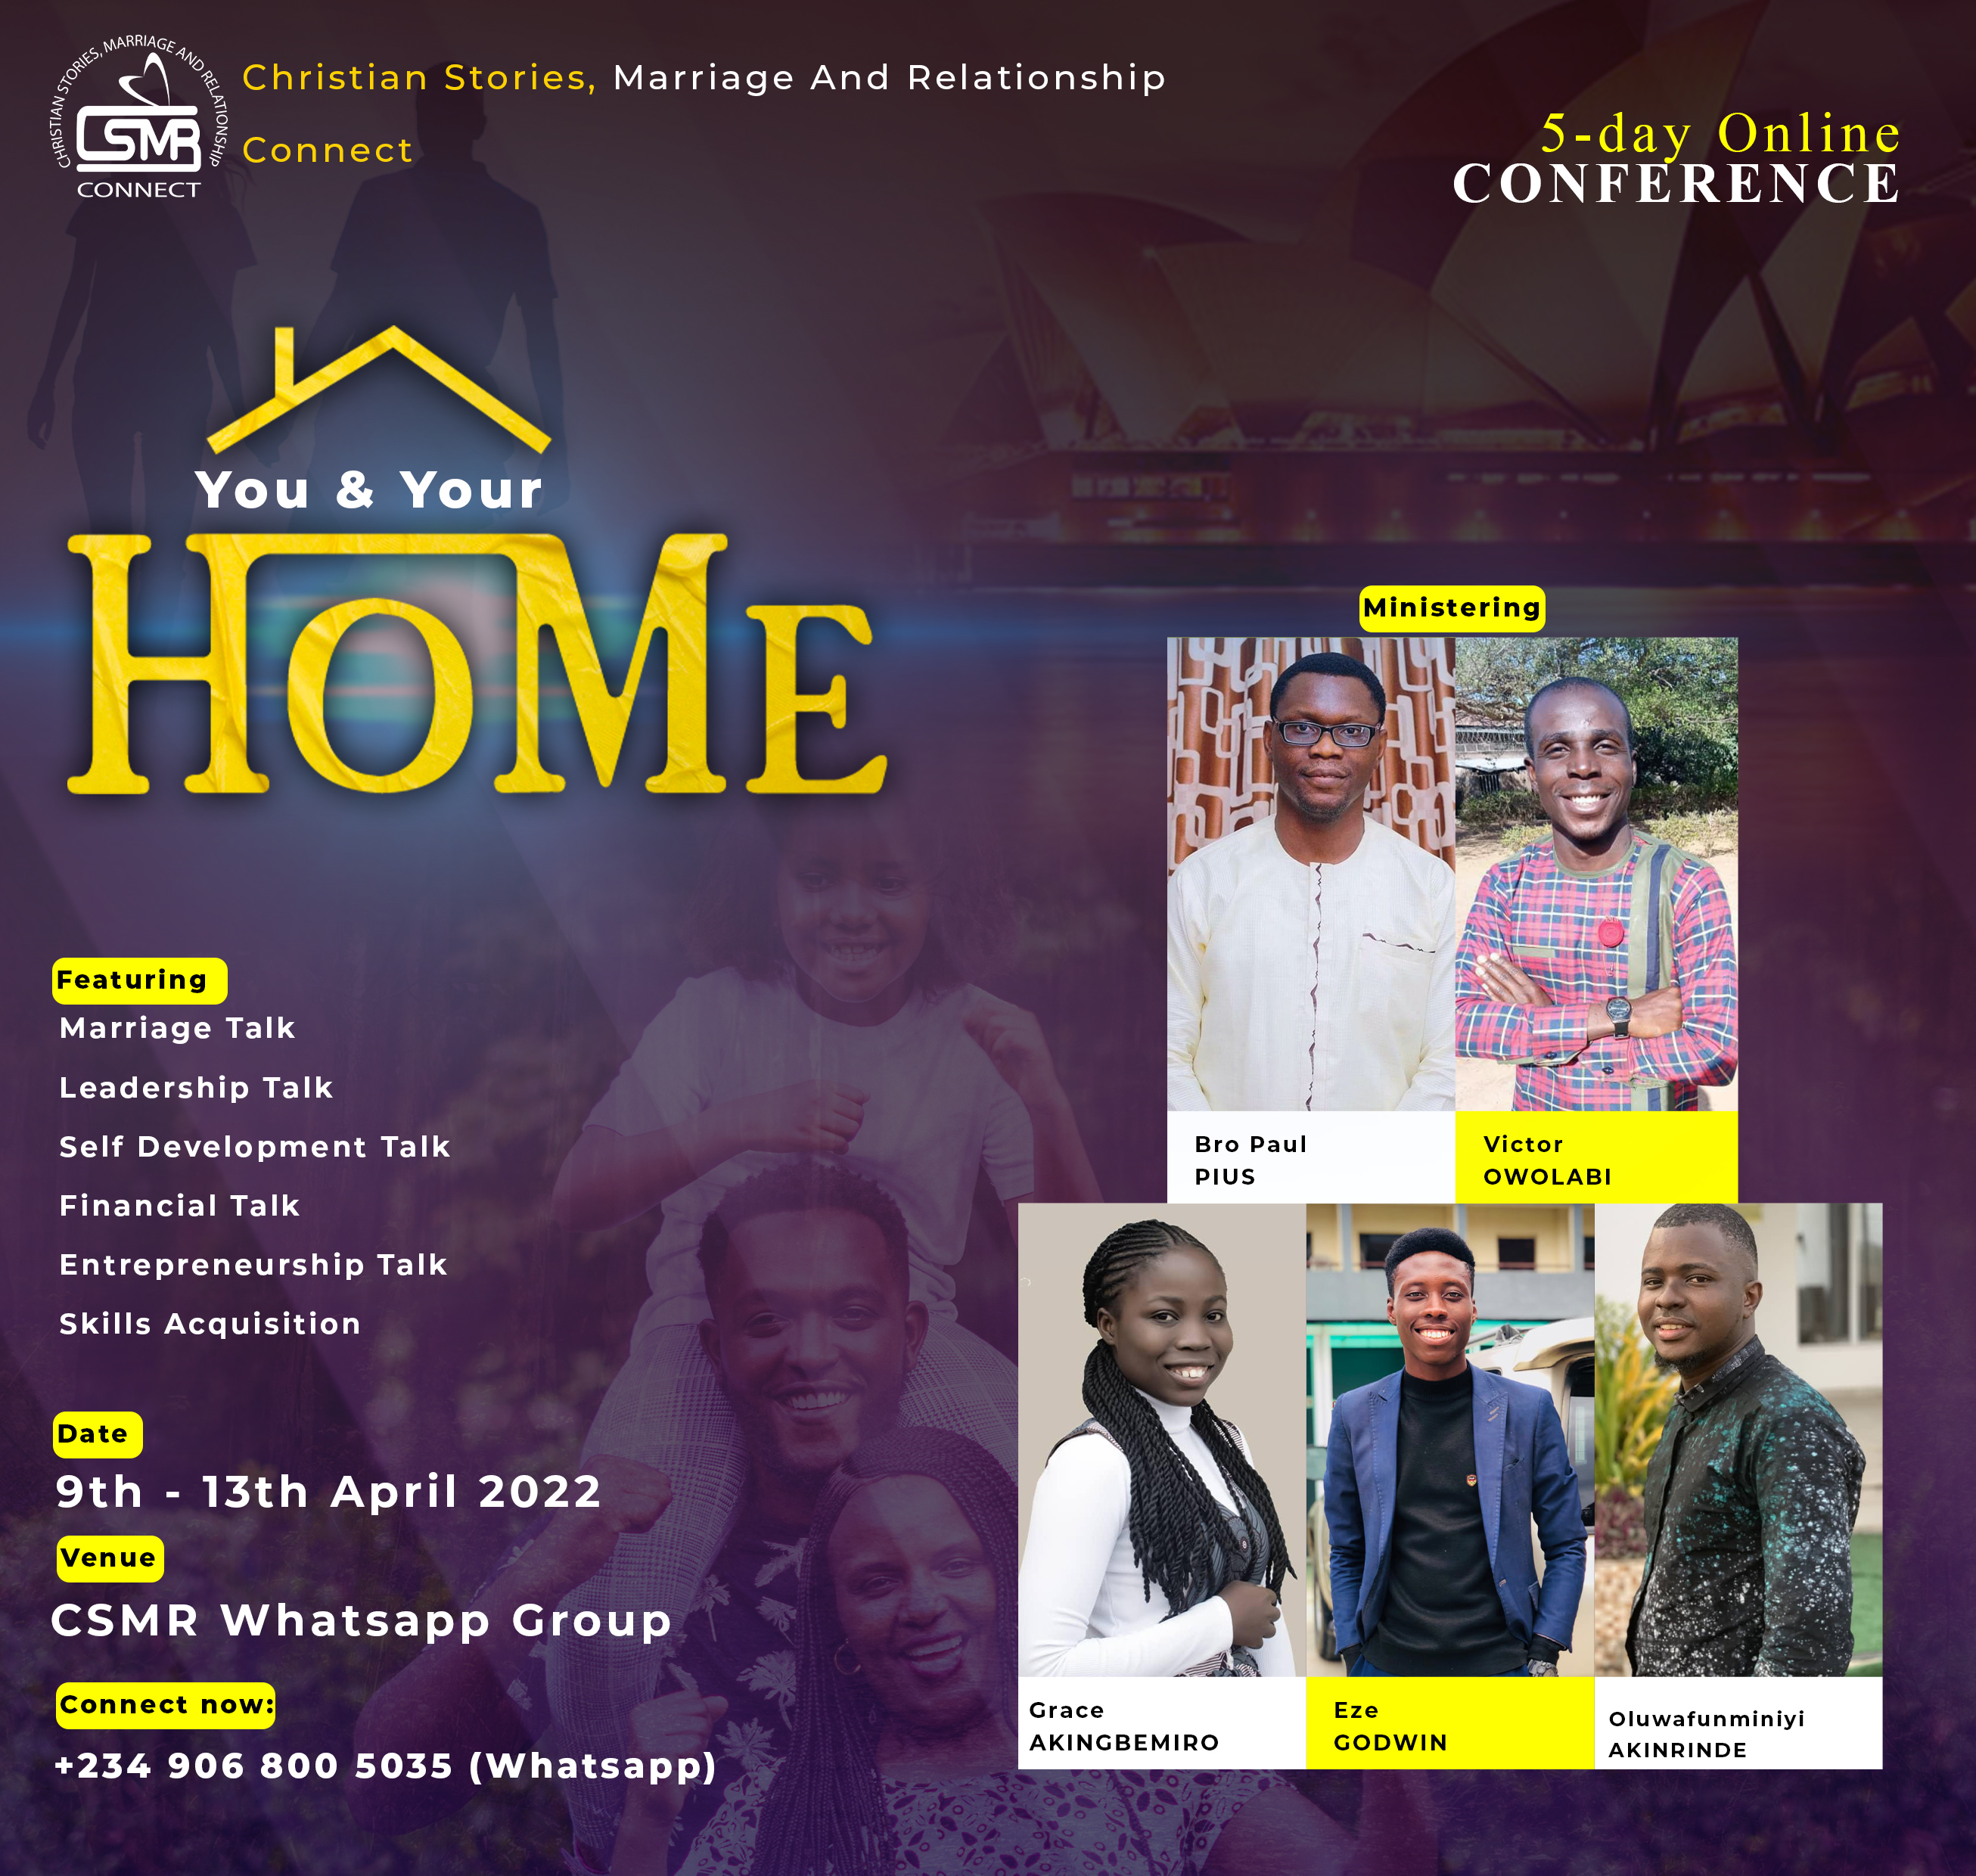 CHRISTIAN STORIES, MARRIAGE AND RELATIONSHIP
CSMR
CONNECT
Christian Stories, Marriage And Relationship
Connect
5-day Online
CONFERENCE
You & Your
HOME
Ministering
Bro Paul
PIUS
Victor
OWOLABI
Featuring
Marriage Talk
Leadership Talk
Self Development Talk
Financial Talk
Entrepreneurship Talk
Skills Acquisition
Date
9th - 13th April 2022
Venue
CSMR Whatsapp Group
Connect now:
+234 906 800 5035 (Whatsapp)
Grace
AKINGBEMIRO
Eze
GODWIN
Oluwafunminiyi
AKINRINDE